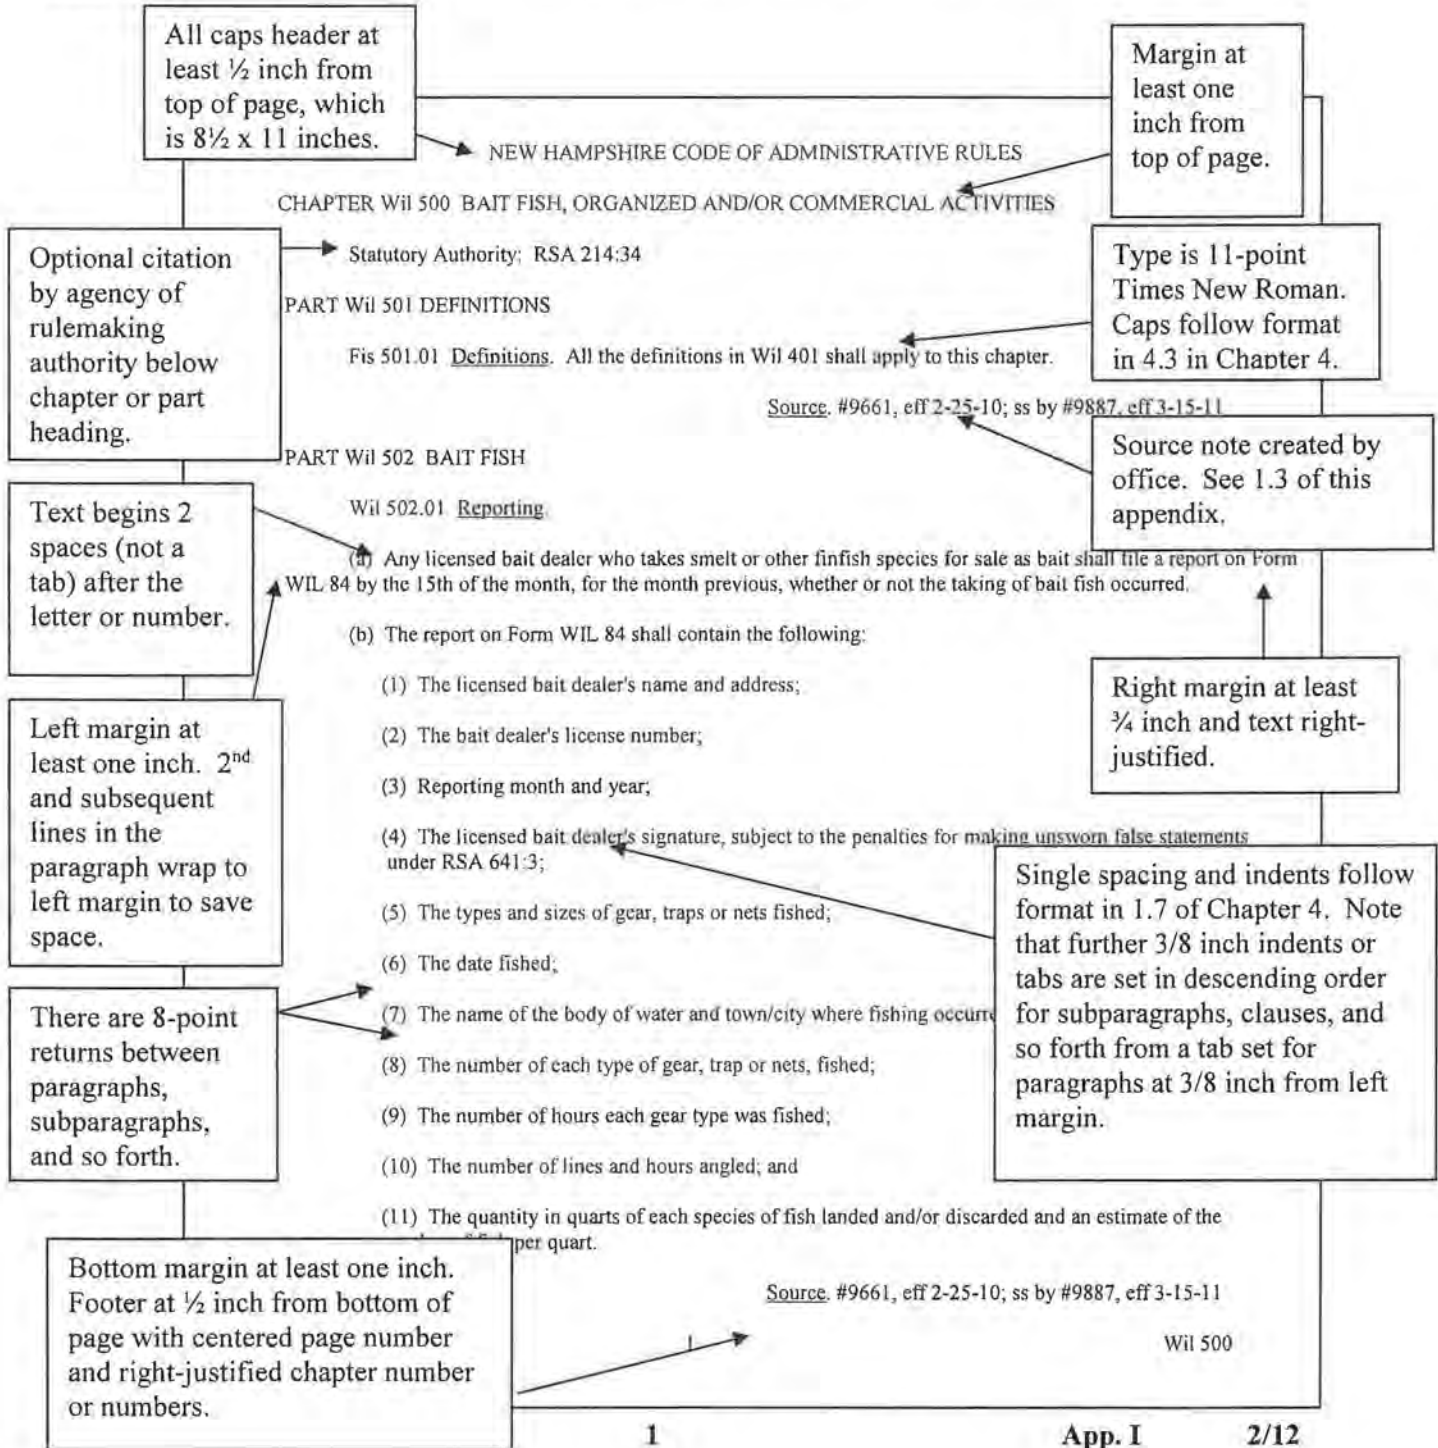 All caps header at
least ½ inch from
top of page, which
is 8½ x 11 inches.
Margin at
least one
inch from
top of page.
NEW HAMPSHIRE CODE OF ADMINISTRATIVE RULES
CHAPTER Wil 500 BAIT FISH, ORGANIZED AND/OR COMMERCIAL ACTIVITIES
Optional citation
by agency of
rulemaking
authority below
chapter or part
heading.
Statutory Authority: RSA 214:34
Type is 11-point
Times New Roman.
Caps follow format
in 4.3 in Chapter 4.
PART Wil 501 DEFINITIONS
Fis 501.01 Definitions. All the definitions in Wil 401 shall apply to this chapter.
Source. #9661, eff 2-25-10; ss by #9887, eff 3-15-11
Source note created by
office. See 1.3 of this
appendix.
PART Wil 502 BAIT FISH
Text begins 2
spaces (not a
tab) after the
letter or number.
Wil 502.01 Reporting.
(a) Any licensed bait dealer who takes smelt or other finfish species for sale as bait shall file a report on Form
WIL 84 by the 15th of the month, for the month previous, whether or not the taking of bait fish occurred.
(b) The report on Form WIL 84 shall contain the following:
Right margin at least
¾ inch and text right-
justified.
Left margin at
least one inch. 2nd
and subsequent
lines in the
paragraph wrap to
left margin to save
space.
(1) The licensed bait dealer's name and address;
(2) The bait dealer's license number;
(3) Reporting month and year;
(4) The licensed bait dealer's signature, subject to the penalties for making unsworn false statements
under RSA 641:3;
Single spacing and indents follow
format in 1.7 of Chapter 4. Note
that further 3/8 inch indents or
tabs are set in descending order
for subparagraphs, clauses, and
so forth from a tab set for
paragraphs at 3/8 inch from left
margin.
(5) The types and sizes of gear, traps or nets fished;
(6) The date fished;
There are 8-point
returns between
paragraphs,
subparagraphs,
and so forth.
(7) The name of the body of water and town/city where fishing
(8) The number of each type of gear, trap or nets, fished;
(9) The number of hours each gear type was fished;
(10) The number of lines and hours angled; and
(11) The quantity in quarts of each species of fish landed and/or discarded and an estimate of the
per quart.
Bottom margin at least one inch.
Footer at ½ inch from bottom of
page with centered page number
and right-justified chapter number
or numbers.
Source. #9661, eff 2-25-10; ss by #9887, eff 3-15-11
1
Wil 500
1 App. I 2/12